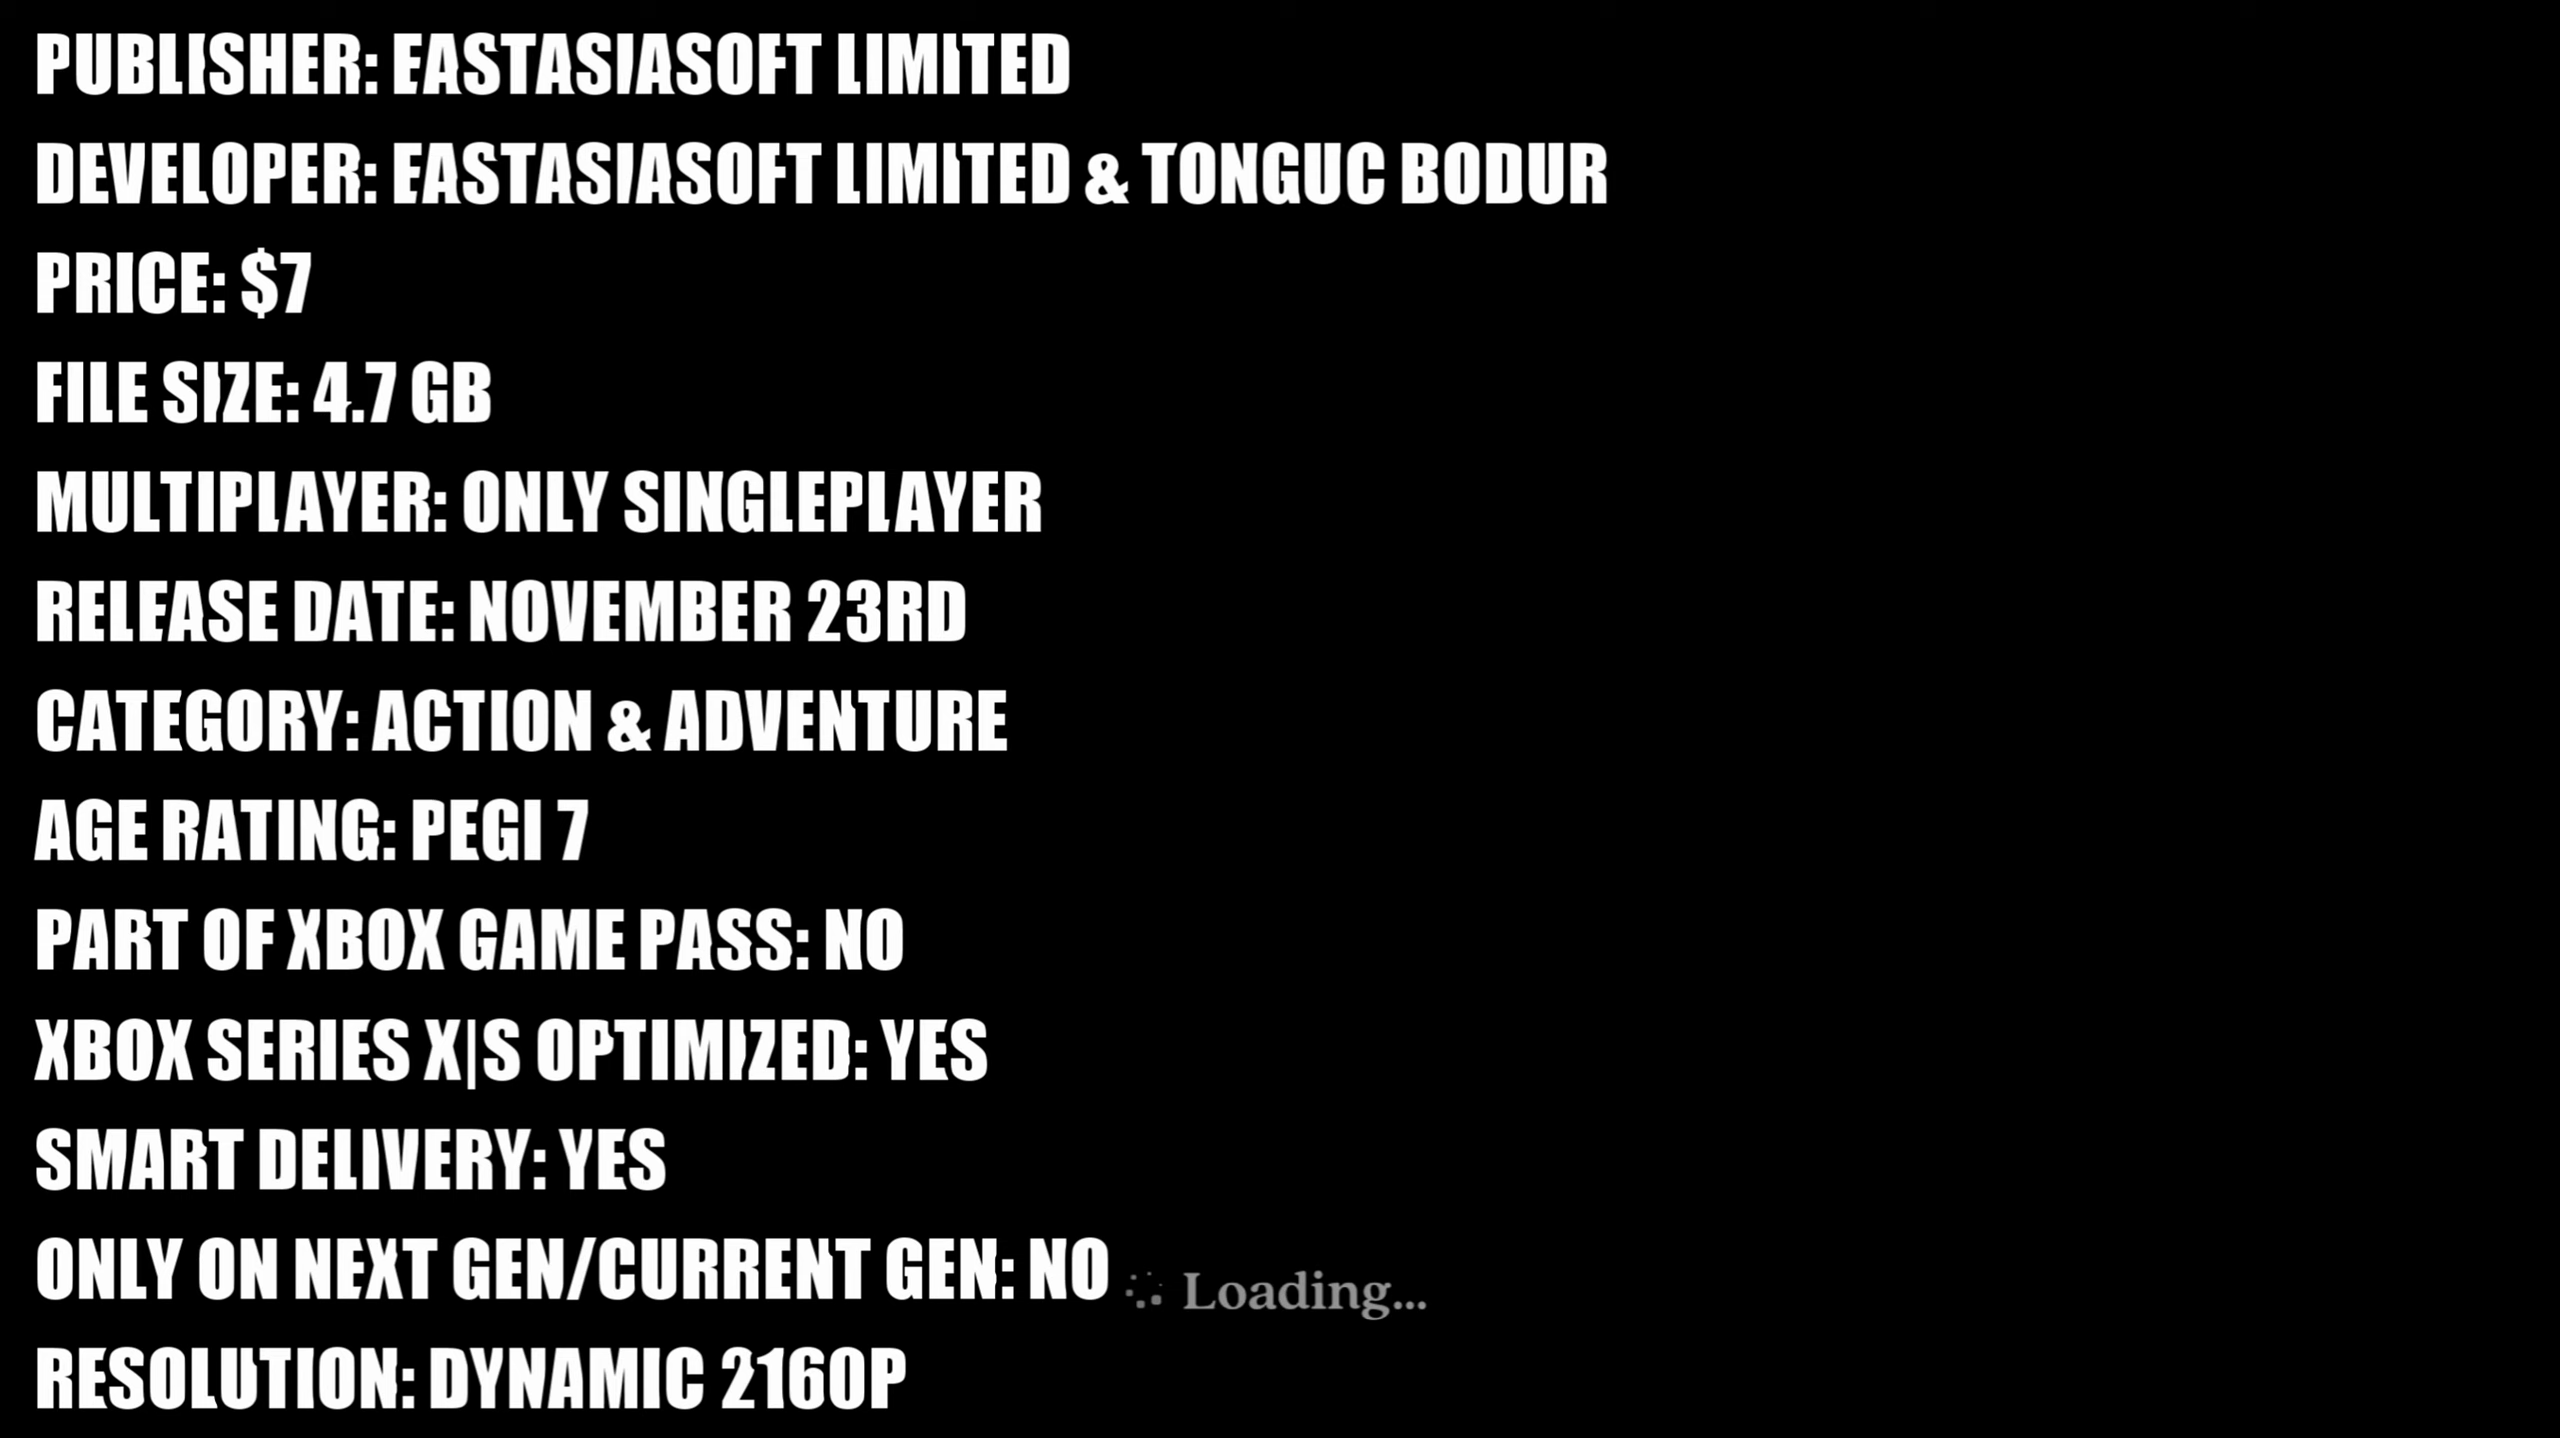 PUBLISHER: EASTASIASOFT LIMITED
DEVELOPER: EASTASIASOFT LIMITED & TONGUC BODUR
PRICE: $7
FILE SIZE: 4.7 GB
MULTIPLAYER: ONLY SINGLEPLAYER
RELEASE DATE: NOVEMBER 23RD
CATEGORY: ACTION & ADVENTURE
AGE RATING: PEGI 7
PART OF XBOX GAME PASS: NO
XBOX SERIES X|S OPTIMIZED: YES
SMART DELIVERY: YES
ONLY ON NEXT GEN/CURRENT GEN: NO
Loading...
RESOLUTION: DYNAMIC 2160P